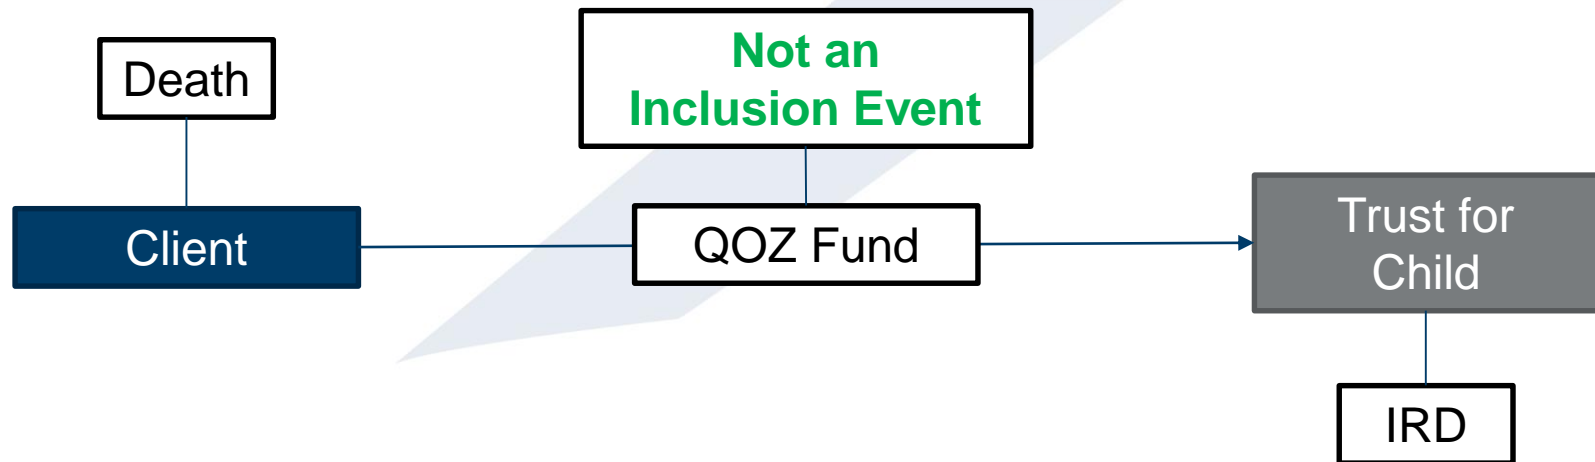 Death
Not an
Inclusion Event
Client
QOZ Fund
Trust for
Child
IRD